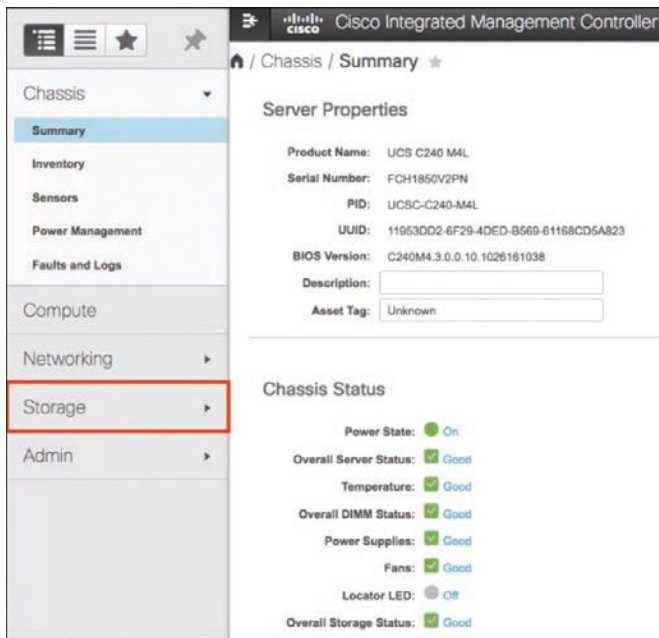 cisco Cisco Integrated Management Controller
/ Chassis / Summary
Chassis
Summary
Inventory
Sensors
Power Management
Faults and Logs
Compute
Networking
Storage
Admin
Server Properties
Product Name: UCS C240 M4L
Serial Number: FCH1850V2PN
PID: UCSC-C240-M4L
UUID: 11953DD2-6F29-4DED-B569-61168CD5A823
BIOS Version: C240M4.3.0.0.10.1026161038
Description:
Asset Tag: Unknown
Chassis Status
Power State: On
Overall Server Status: Good
Temperature: Good
Overall DIMM Status: Good
Power Supplies: Good
Fans: Good
Locator LED: Off
Overall Storage Status: Good